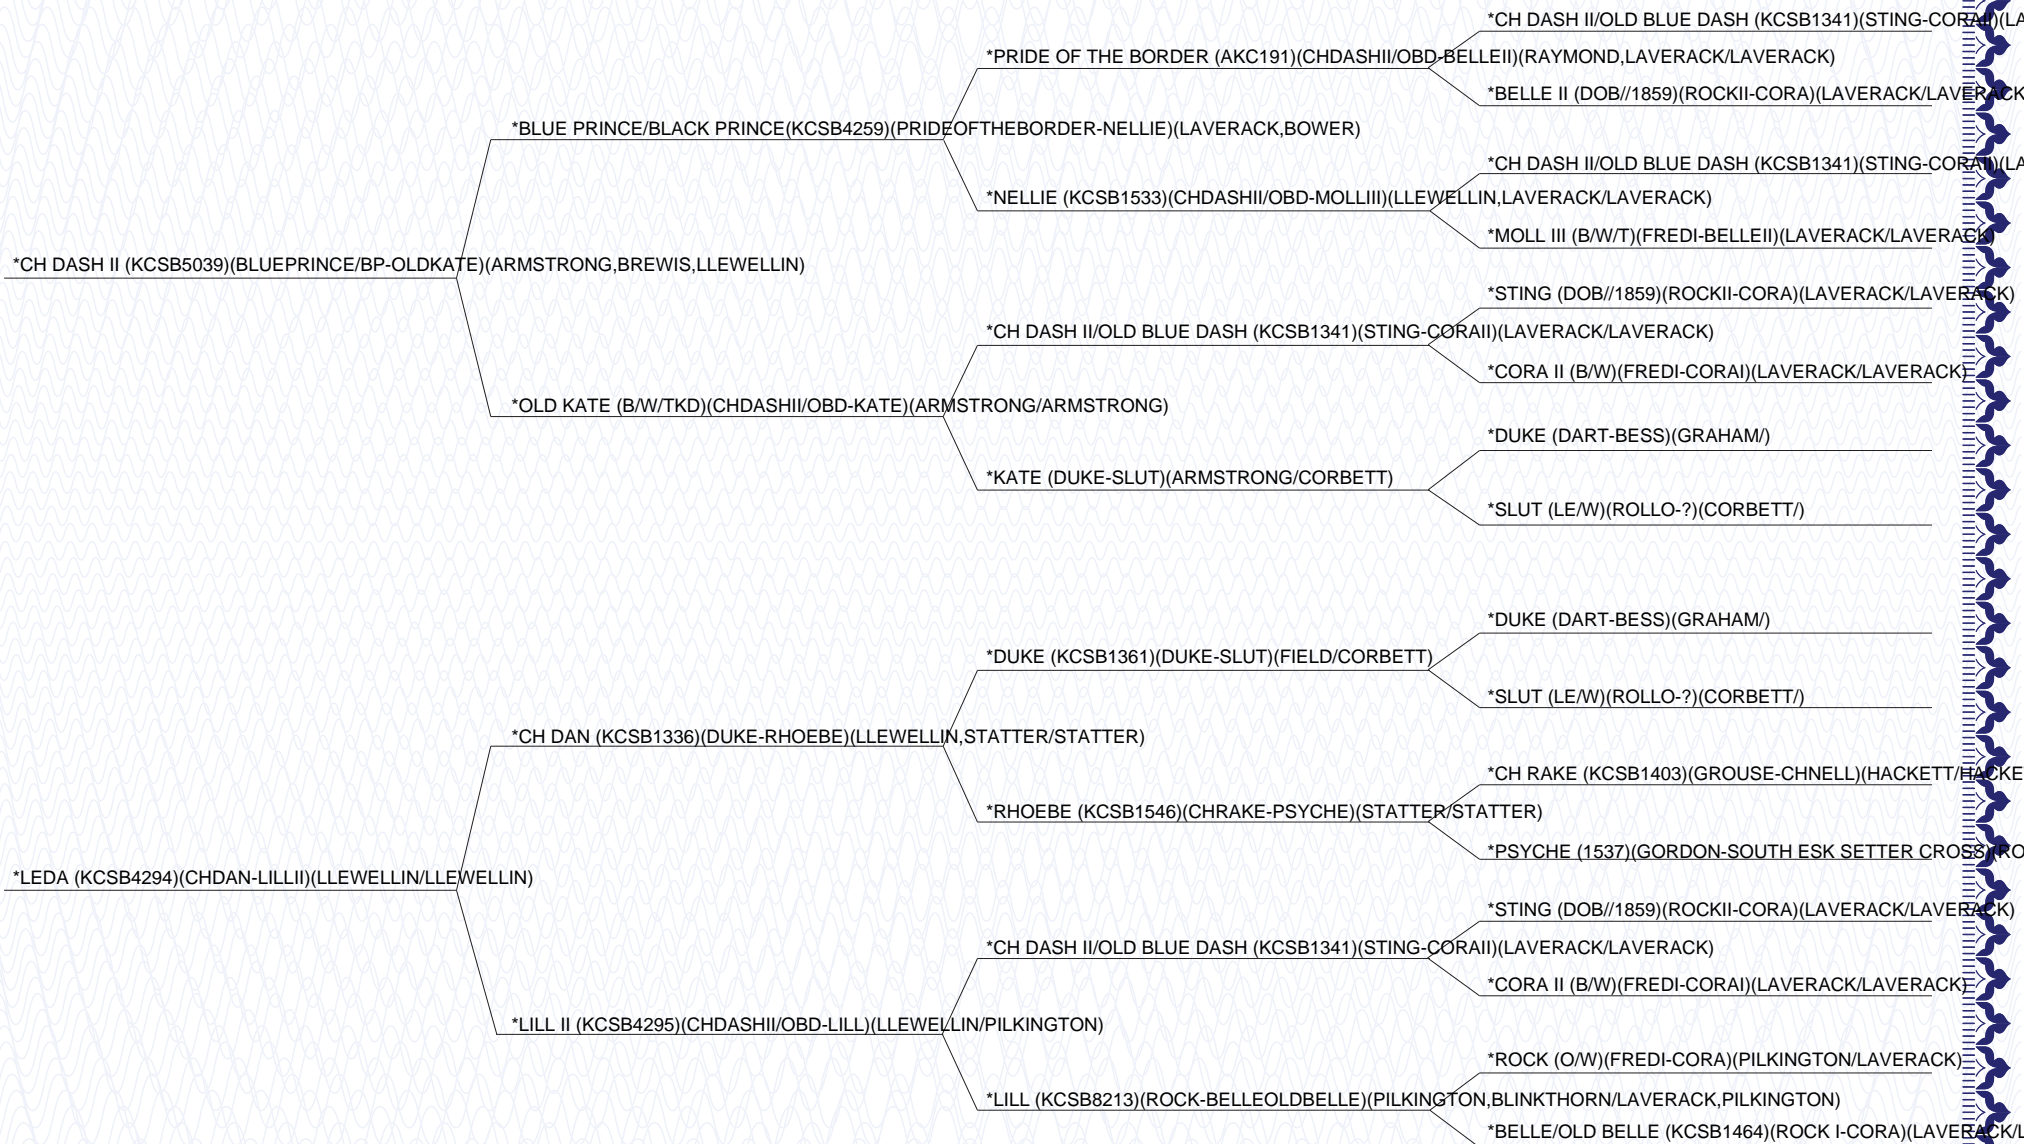 *CH DASH II/OLD BLUE DASH (KCSB1341)(STING-CORAII)(LA
*PRIDE OF THE BORDER (AKC191)(CHDASHII/OBD-BELLEII)(RAYMOND,LAVERACK/LAVERACK)
*BELLE II (DOB//1859)(ROCKII-CORA)(LAVERACK/LAVERACK
*BLUE PRINCE/BLACK PRINCE(KCSB4259)(PRIDEOFTHEBORDER-NELLIE)(LAVERACK,BOWER)
*CH DASH II/OLD BLUE DASH (KCSB1341)(STING-CORAII)(LA
*NELLIE (KCSB1533)(CHDASHII/OBD-MOLLIII)(LLEWELLIN,LAVERACK/LAVERACK)
*MOLL III (B/W/T)(FREDI-BELLEII)(LAVERACK/LAVERACK)
*CH DASH II (KCSB5039)(BLUEPRINCE/BP-OLDKATE)(ARMSTRONG,BREWIS,LLEWELLIN)
*STING (DOB//1859)(ROCKII-CORA)(LAVERACK/LAVERACK)
*CH DASH II/OLD BLUE DASH (KCSB1341)(STING-CORAII)(LAVERACK/LAVERACK)
*CORA II (B/W)(FREDI-CORAI)(LAVERACK/LAVERACK)
*OLD KATE (B/W/TKD)(CHDASHII/OBD-KATE)(ARMSTRONG/ARMSTRONG)
*DUKE (DART-BESS)(GRAHAM/)
*KATE (DUKE-SLUT)(ARMSTRONG/CORBETT)
*SLUT (LE/W)(ROLLO-?)(CORBETT/)
*DUKE (DART-BESS)(GRAHAM/)
*DUKE (KCSB1361)(DUKE-SLUT)(FIELD/CORBETT)
*SLUT (LE/W)(ROLLO-?)(CORBETT/)
*CH DAN (KCSB1336)(DUKE-RHOEBE)(LLEWELLIN,STATTER/STATTER)
*CH RAKE (KCSB1403)(GROUSE-CHNELL)(HACKETT/HACKE
*RHOEBE (KCSB1546)(CHRAKE-PSYCHE)(STATTER/STATTER)
*PSYCHE (1537)(GORDON-SOUTH ESK SETTER CROSS)(RO
*LEDA (KCSB4294)(CHDAN-LILLII)(LLEWELLIN/LLEWELLIN)
*STING (DOB//1859)(ROCKII-CORA)(LAVERACK/LAVERACK)
*CH DASH II/OLD BLUE DASH (KCSB1341)(STING-CORAII)(LAVERACK/LAVERACK)
*CORA II (B/W)(FREDI-CORAI)(LAVERACK/LAVERACK)
*LILL II (KCSB4295)(CHDASHII/OBD-LILL)(LLEWELLIN/PILKINGTON)
*ROCK (O/W)(FREDI-CORA)(PILKINGTON/LAVERACK)
*LILL (KCSB8213)(ROCK-BELLEOLDBELLE)(PILKINGTON,BLINKTHORN/LAVERACK,PILKINGTON)
*BELLE/OLD BELLE (KCSB1464)(ROCK I-CORA)(LAVERACK/L